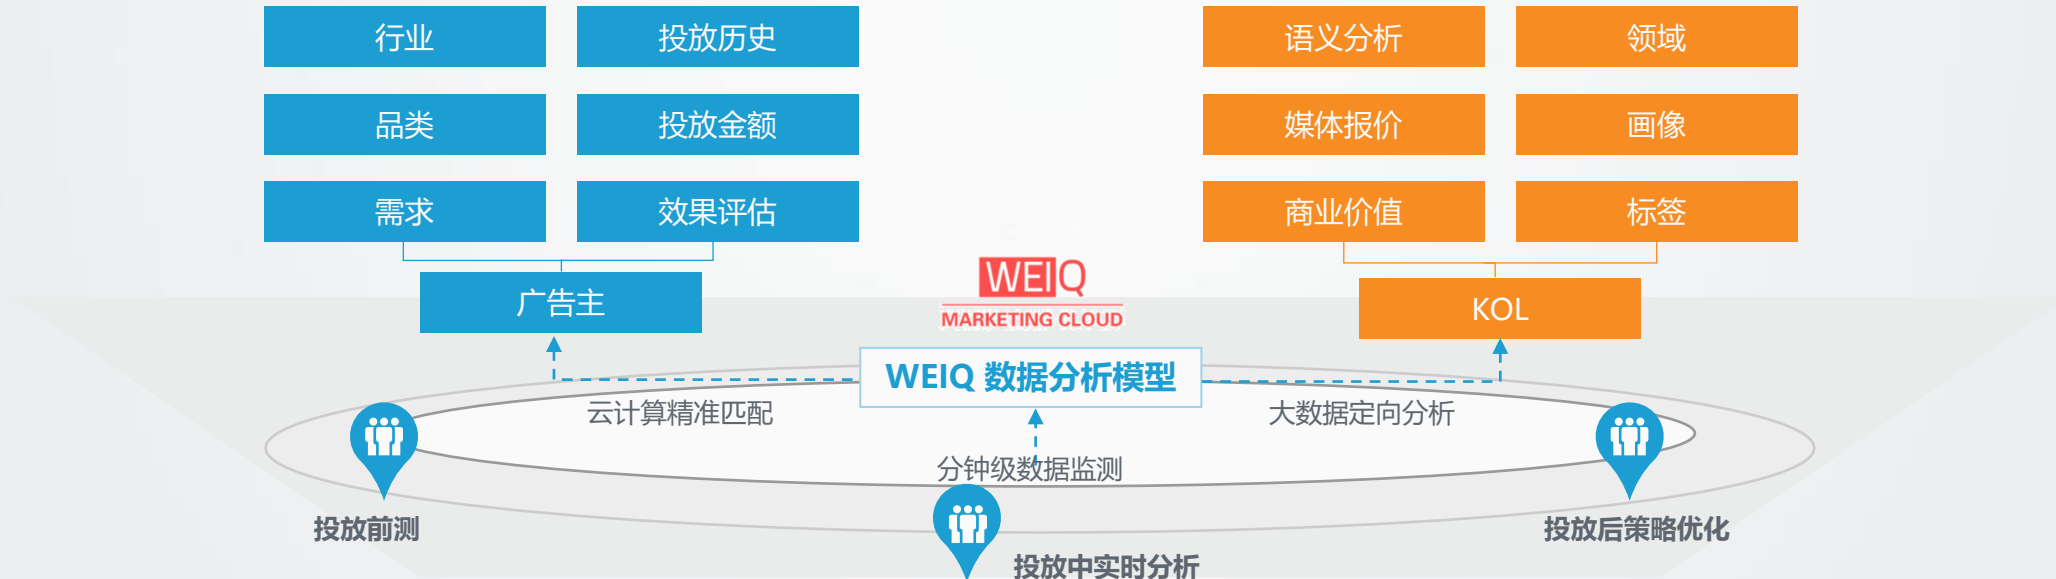 行业
投放历史
语义分析
领域
品类
投放金额
媒体报价
画像
需求
效果评估
商业价值
标签
广告主
WEIQ
MARKETING CLOUD
KOL
WEIQ 数据分析模型
云计算精准匹配
大数据定向分析
分钟级数据监测
投放前测
投放后策略优化
投放中实时分析